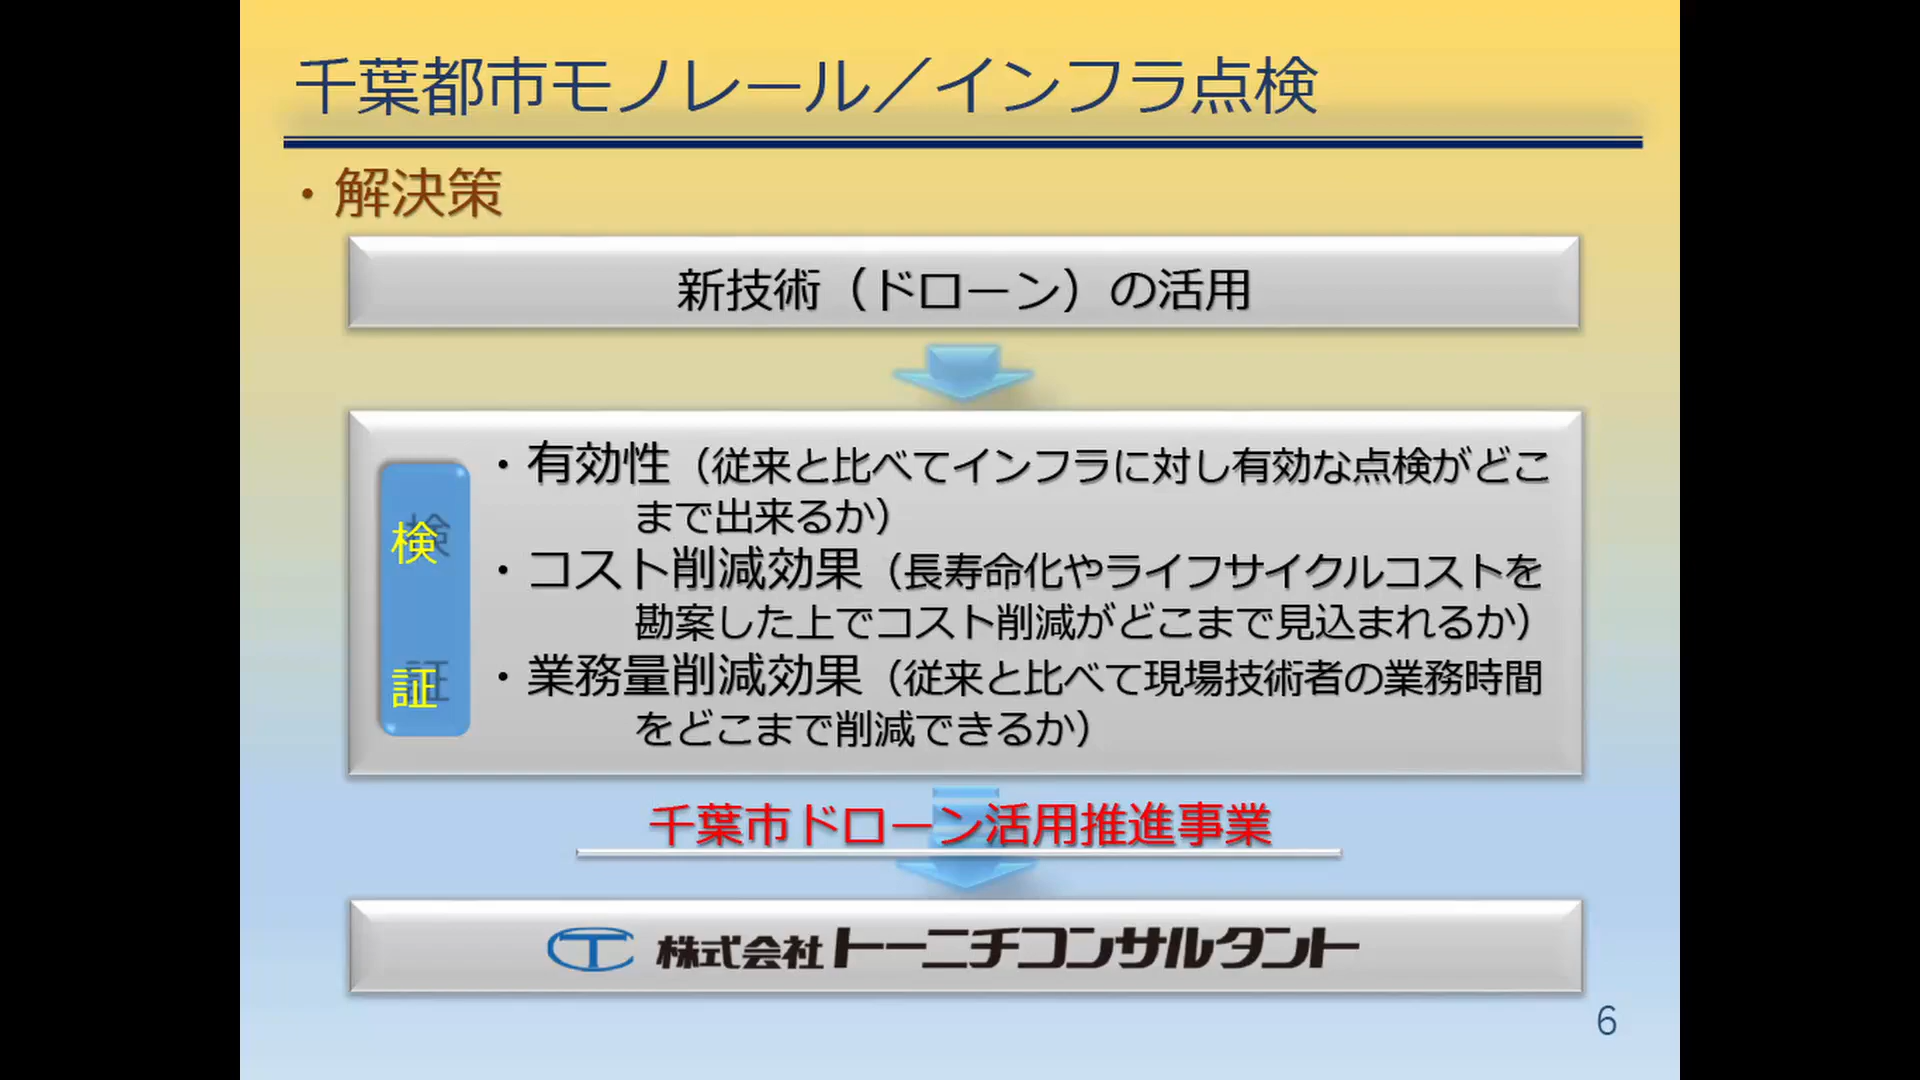 千葉都市モノレール／インフラ点検
・解決策
新技術（ドローン）の活用
検
証
・有効性（従来と比べてインフラに対し有効な点検がどこ
まで出来るか）
・コスト削減効果（長寿命化やライフサイクルコストを
勘案した上でコスト削減がどこまで見込まれるか）
・業務量削減効果（従来と比べて現場技術者の業務時間
をどこまで削減できるか）
千葉市ドローン活用推進事業
株式会社トーニチコンサルタント
6